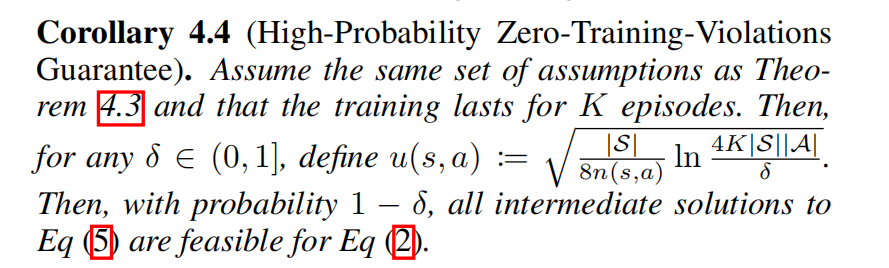 Corollary 4.4 (High-Probability Zero-Training-Violations
Guarantee). Assume the same set of assumptions as Theo-
rem 4.3 and that the training lasts for K episodes. Then,
for any δ ∈ (0, 1], define u(s, a) := √(|S|/(8n(s,a)) ln (4K|S||A|)/δ).
Then, with probability 1 − δ, all intermediate solutions to
Eq (5) are feasible for Eq (2).